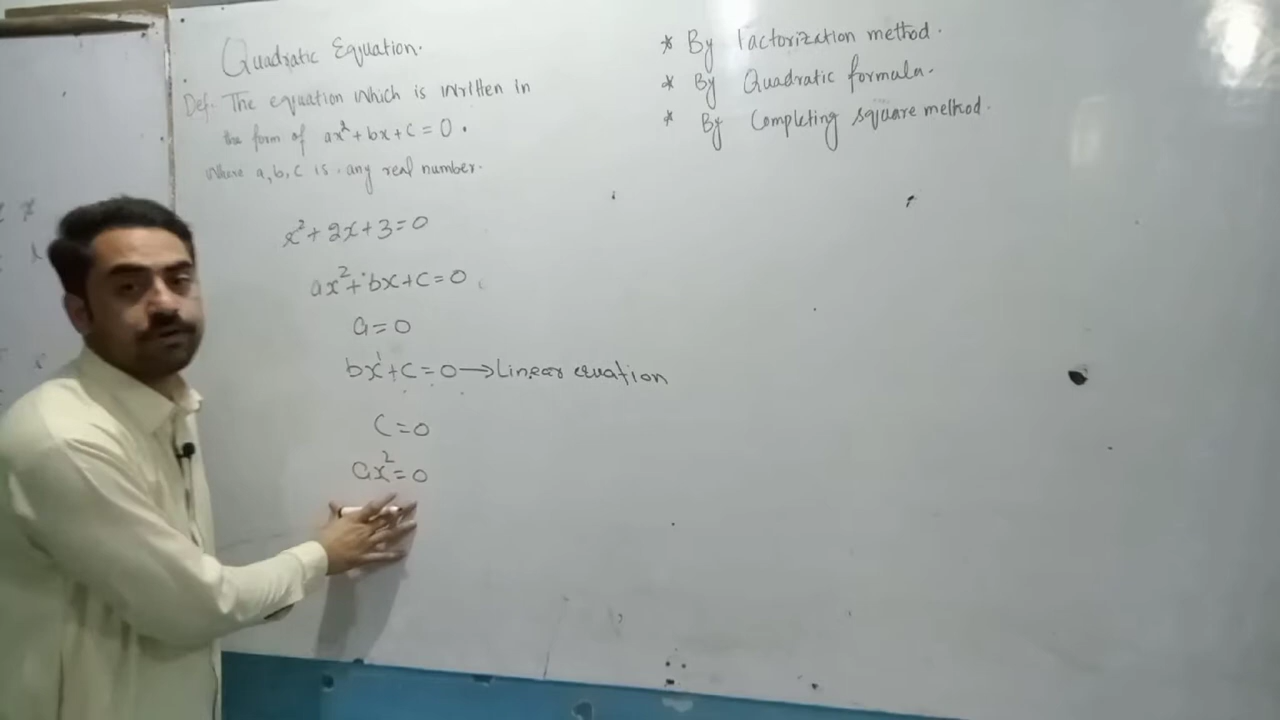 Quadratic Equation.
Def. The equation which is written in
the form of ax²+bx+c=0.
where a,b,c is any real number.
x²+2x+3=0
ax²+bx+c=0
a=0
bx¹+c=0→Linear equation
c=0
ax²=0
* By factorization method.
* By Quadratic formula.
* By Completing square method.